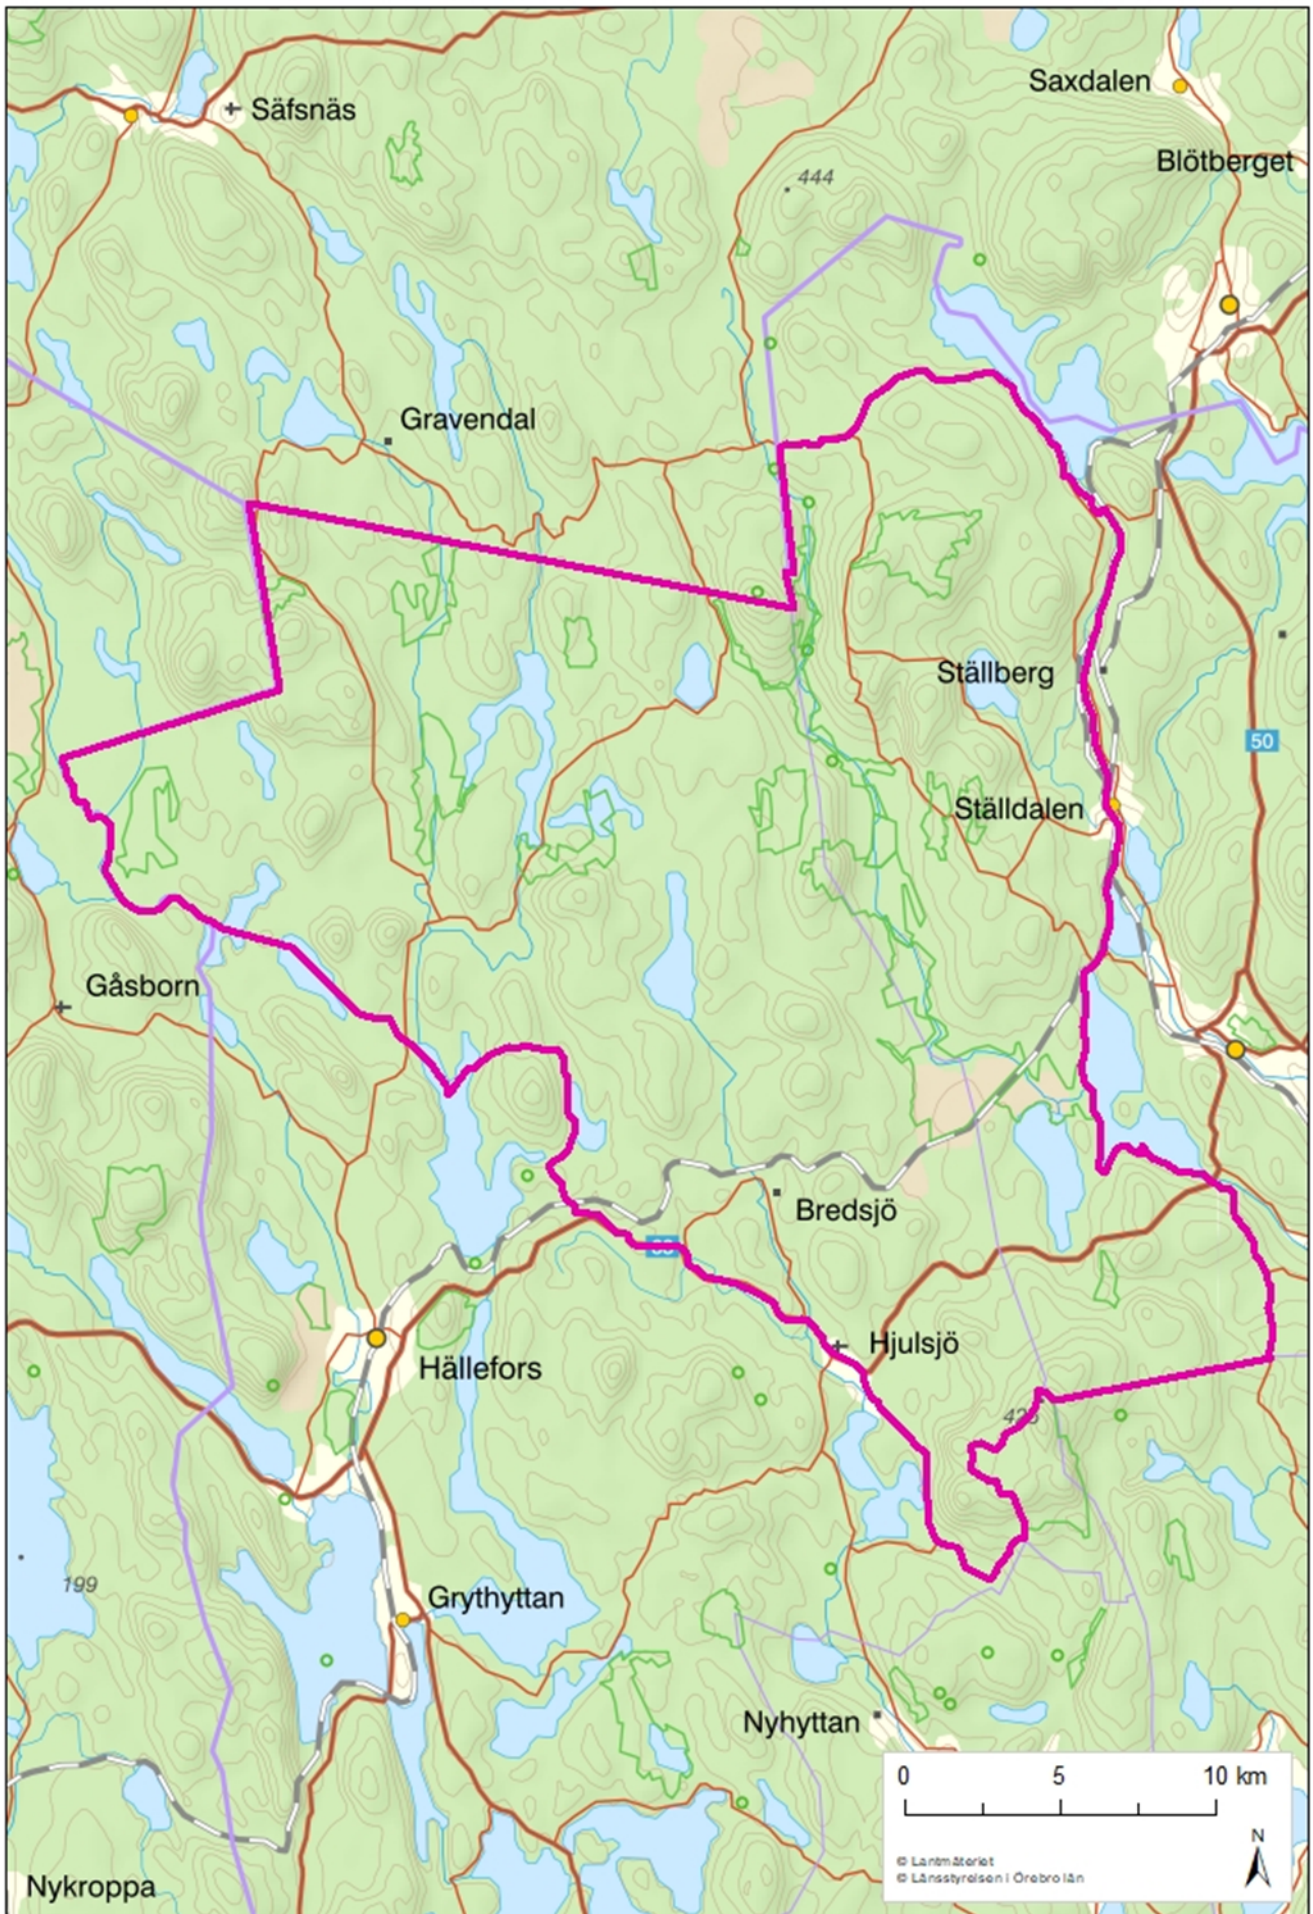 Saxdalen
Säfsnäs
Blötberget
444
Gravendal
Ställberg
50
Ställdalen
Gåsborn
Bredsjö
Hjulsjö
Hällefors
199
Grythyttan
Nyhyttan
0 5 10 km
N
© Lantmäteriet
© Länsstyrelsen i Örebro län
Nykroppa